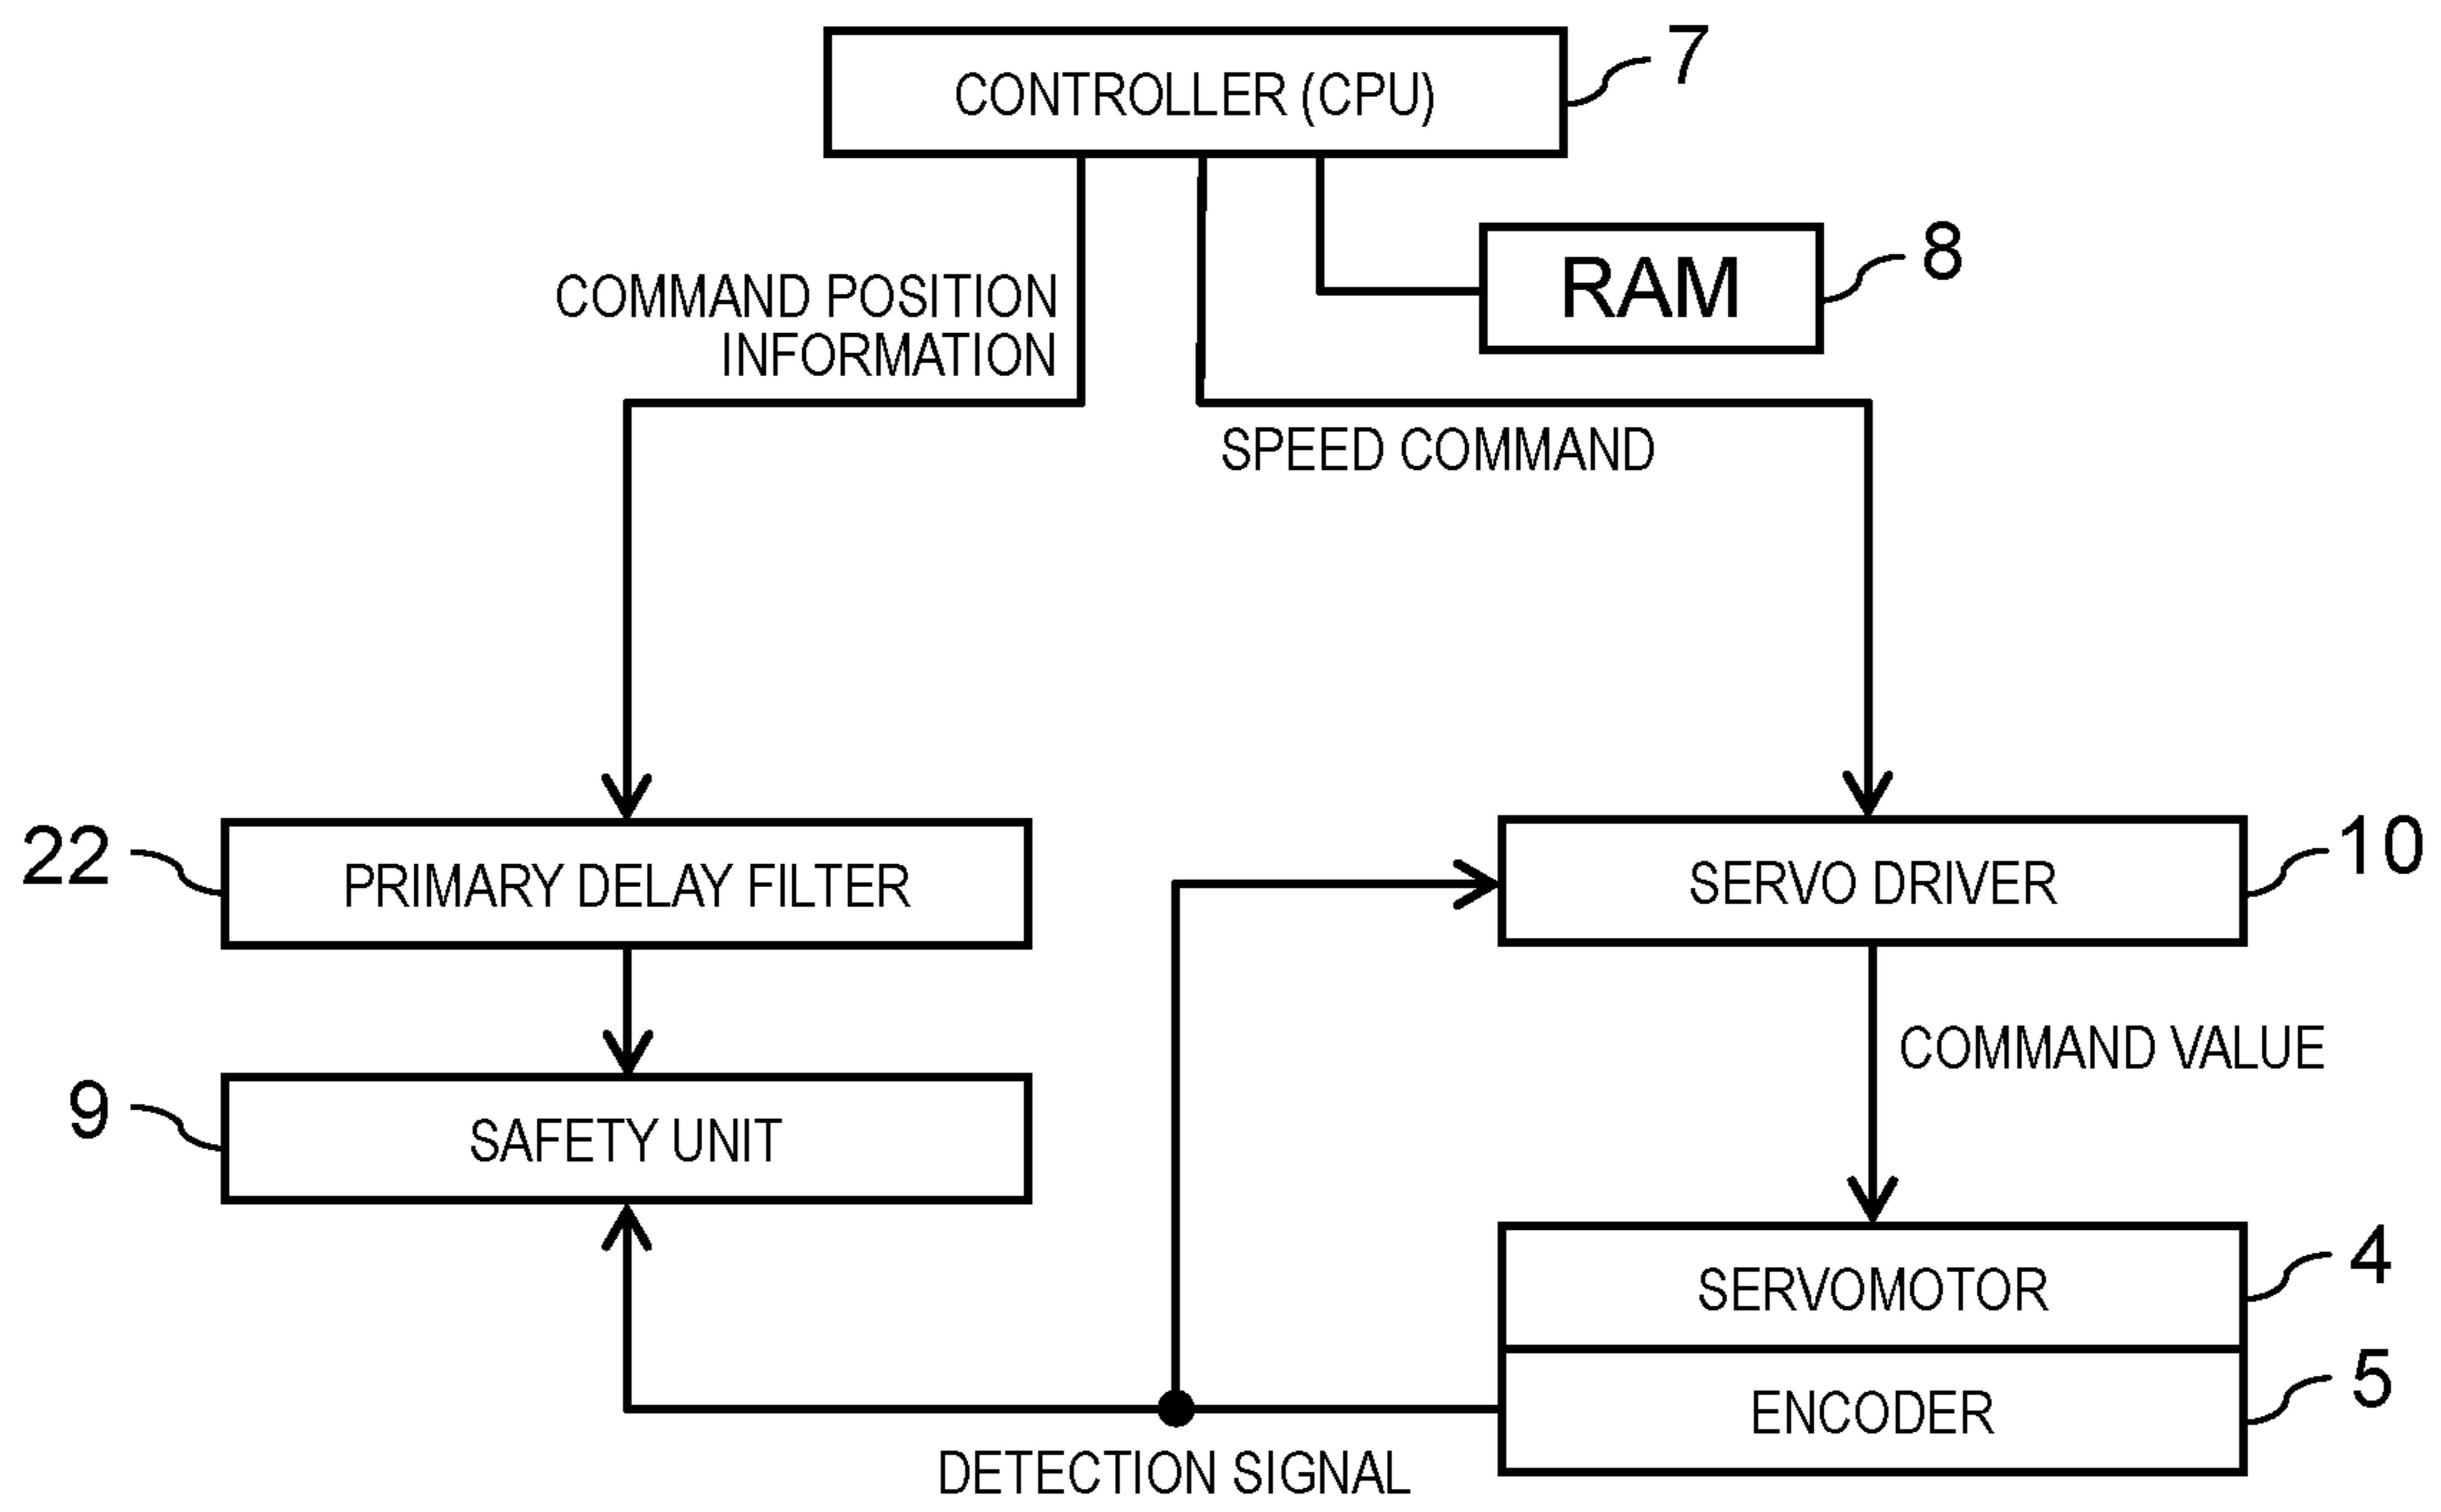 CONTROLLER (CPU)
7
RAM
8
COMMAND POSITION
INFORMATION
SPEED COMMAND
22
PRIMARY DELAY FILTER
SERVO DRIVER
10
COMMAND VALUE
9
SAFETY UNIT
SERVOMOTOR
4
ENCODER
5
DETECTION SIGNAL